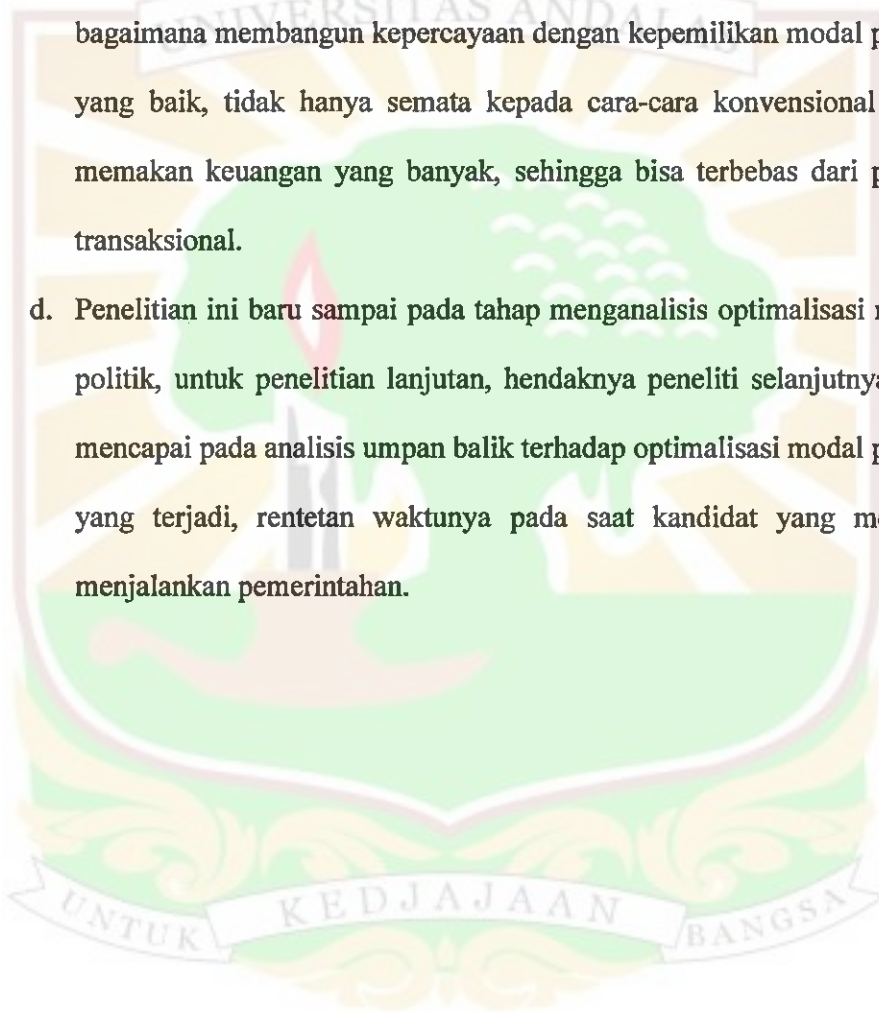 UNIVERSITAS ANDALAS
bagaimana membangun kepercayaan dengan kepemilikan modal
yang baik, tidak hanya semata kepada cara-cara konvensional
memakan keuangan yang banyak, sehingga bisa terbebas dari
transaksional.
d. Penelitian ini baru sampai pada tahap menganalisis optimalisasi
politik, untuk penelitian lanjutan, hendaknya peneliti selanjutnya
mencapai pada analisis umpan balik terhadap optimalisasi modal
yang terjadi, rentetan waktunya pada saat kandidat yang
menjalankan pemerintahan.
UNTUK KEDJAJAAN BANGSA